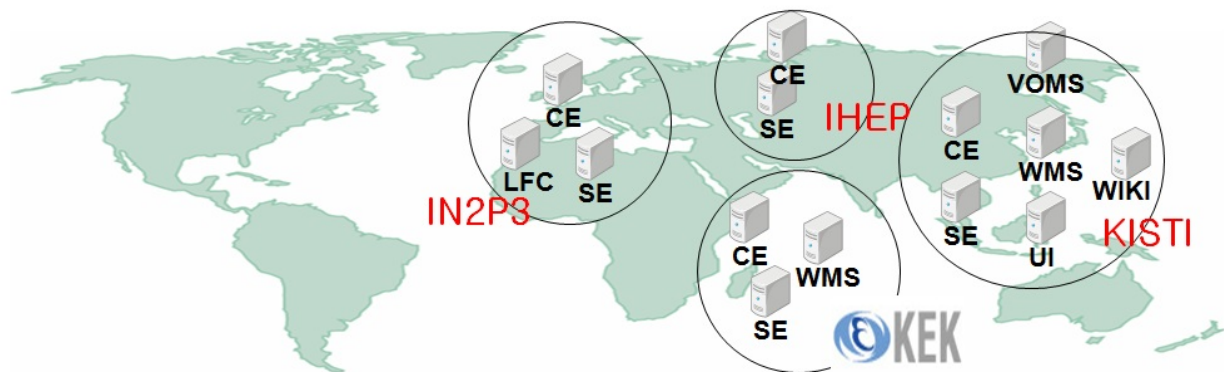 CE
LFC
SE
IN2P3
CE
SE
IHEP
VOMS
CE
WMS
WIKI
SE
UI
KISTI
CE
WMS
SE
KEK